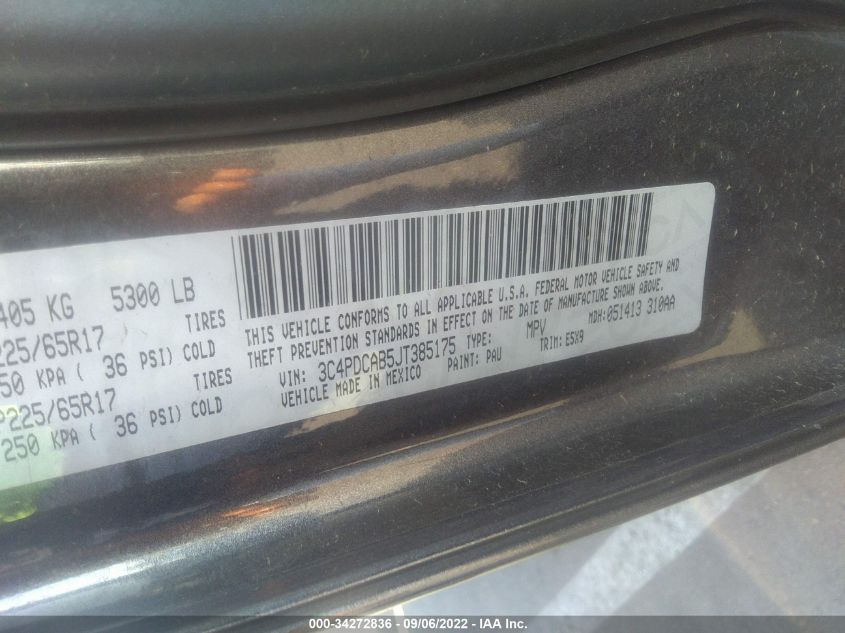 405 KG 5300 LB
225/65R17 TIRES
50 KPA ( 36 PSI) COLD
P225/65R17 TIRES
250 KPA ( 36 PSI) COLD
THIS VEHICLE CONFORMS TO ALL APPLICABLE U.S.A. FEDERAL MOTOR VEHICLE SAFETY AND
THEFT PREVENTION STANDARDS IN EFFECT ON THE DATE OF MANUFACTURE SHOWN ABOVE.
VIN: 3C4PDCAB5JT385175 TYPE: MPV MDH: 051413 310AA
VEHICLE MADE IN MEXICO PAINT: PAU TRIM: E5X9
000-34272836 - 09/06/2022 - IAA Inc.